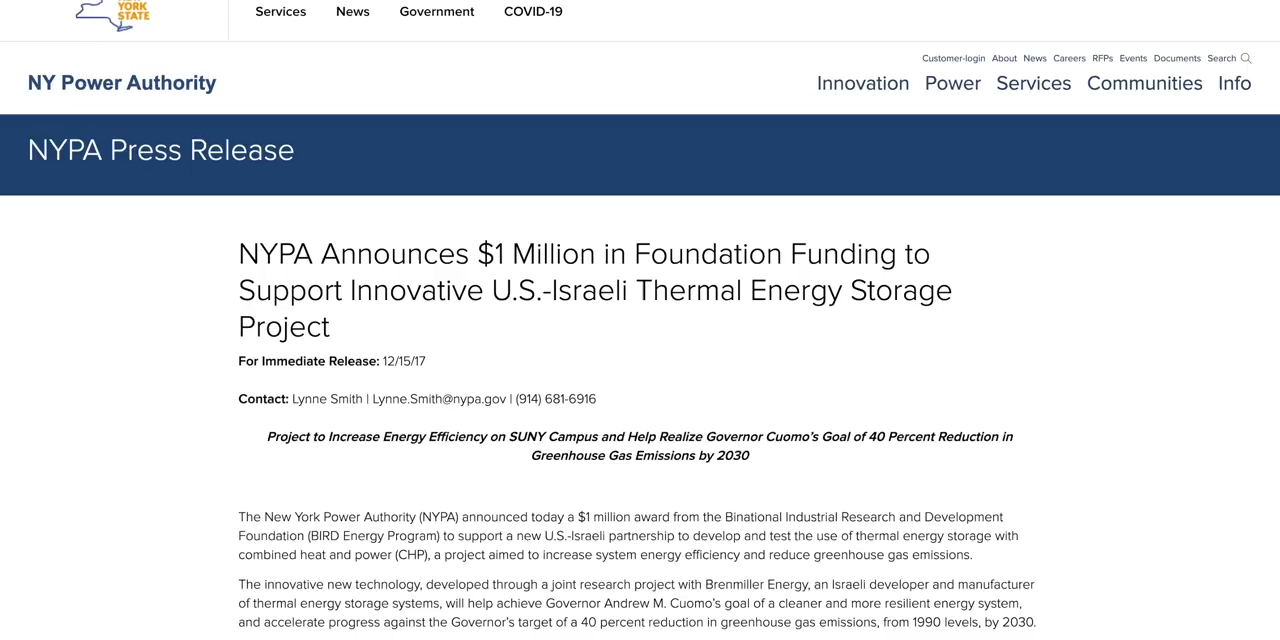 YORK
STATE
Services News Government COVID-19
Customer-login About News Careers RFPs Events Documents Search
NY Power Authority
Innovation Power Services Communities Info
NYPA Press Release
NYPA Announces $1 Million in Foundation Funding to
Support Innovative U.S.-Israeli Thermal Energy Storage
Project
For Immediate Release: 12/15/17
Contact: Lynne Smith | Lynne.Smith@nypa.gov | (914) 681-6916
Project to Increase Energy Efficiency on SUNY Campus and Help Realize Governor Cuomo's Goal of 40 Percent Reduction in
Greenhouse Gas Emissions by 2030
The New York Power Authority (NYPA) announced today a $1 million award from the Binational Industrial Research and Development
Foundation (BIRD Energy Program) to support a new U.S.-Israeli partnership to develop and test the use of thermal energy storage with
combined heat and power (CHP), a project aimed to increase system energy efficiency and reduce greenhouse gas emissions.
The innovative new technology, developed through a joint research project with Brenmiller Energy, an Israeli developer and manufacturer
of thermal energy storage systems, will help achieve Governor Andrew M. Cuomo's goal of a cleaner and more resilient energy system,
and accelerate progress against the Governor's target of a 40 percent reduction in greenhouse gas emissions, from 1990 levels, by 2030.